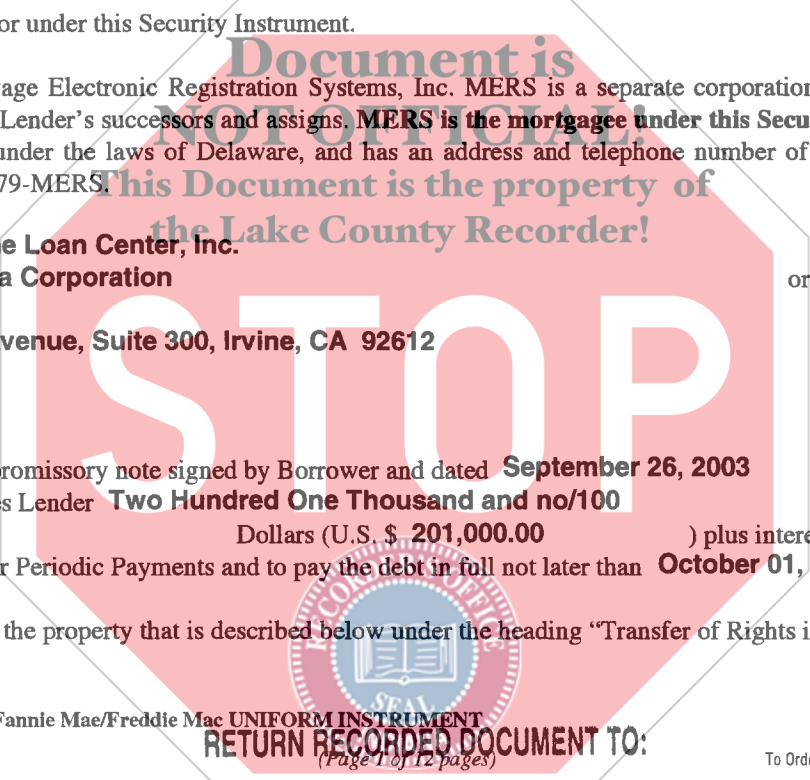 or under this Security Instrument.
Document is
age Electronic Registration Systems, Inc. MERS is a separate corporation
NOT OFFICIAL!
Lender's successors and assigns. MERS is the mortgagee under this Secu
under the laws of Delaware, and has an address and telephone number of
79-MERS.
This Document is the property of
the Lake County Recorder!
e Loan Center, Inc.
a Corporation
or
venue, Suite 300, Irvine, CA 92612
STOP
promissory note signed by Borrower and dated September 26, 2003
s Lender Two Hundred One Thousand and no/100
Dollars (U.S. $ 201,000.00 ) plus intere
r Periodic Payments and to pay the debt in full not later than October 01,
RECORDER'S OFFICE
the property that is described below under the heading "Transfer of Rights i
SEAL
Fannie Mae/Freddie Mac UNIFORM INSTRUMENT
RETURN RECORDED DOCUMENT TO:
(Page 1 of 12 pages)
To Orde